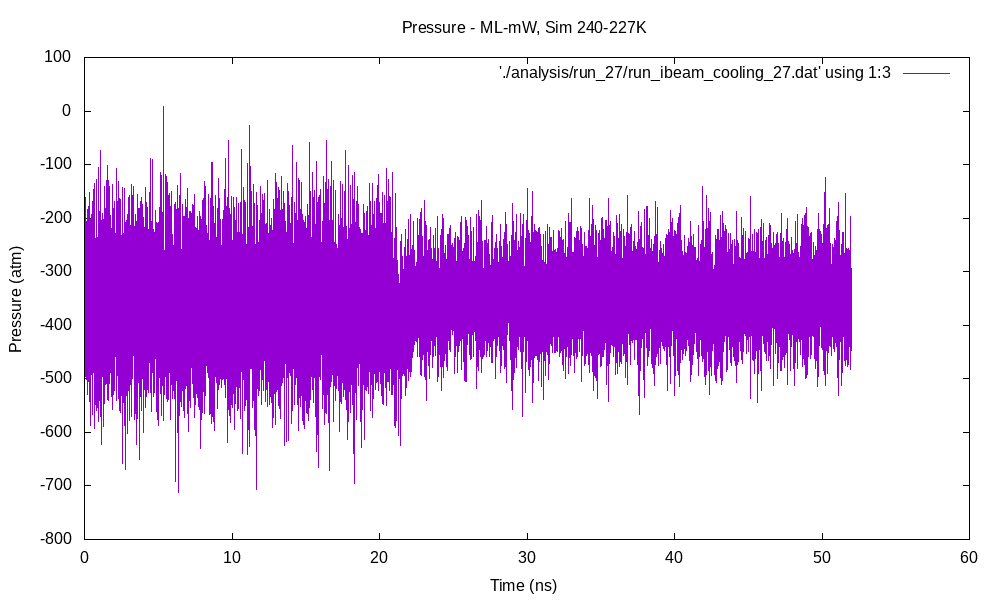 Pressure - ML-mW, Sim 240-227K
'./analysis/run_27/run_ibeam_cooling_27.dat' using 1:3
100
0
-100
-200
-300
-400
-500
-600
-700
-800
Pressure (atm)
0 10 20 30 40 50 60
Time (ns)